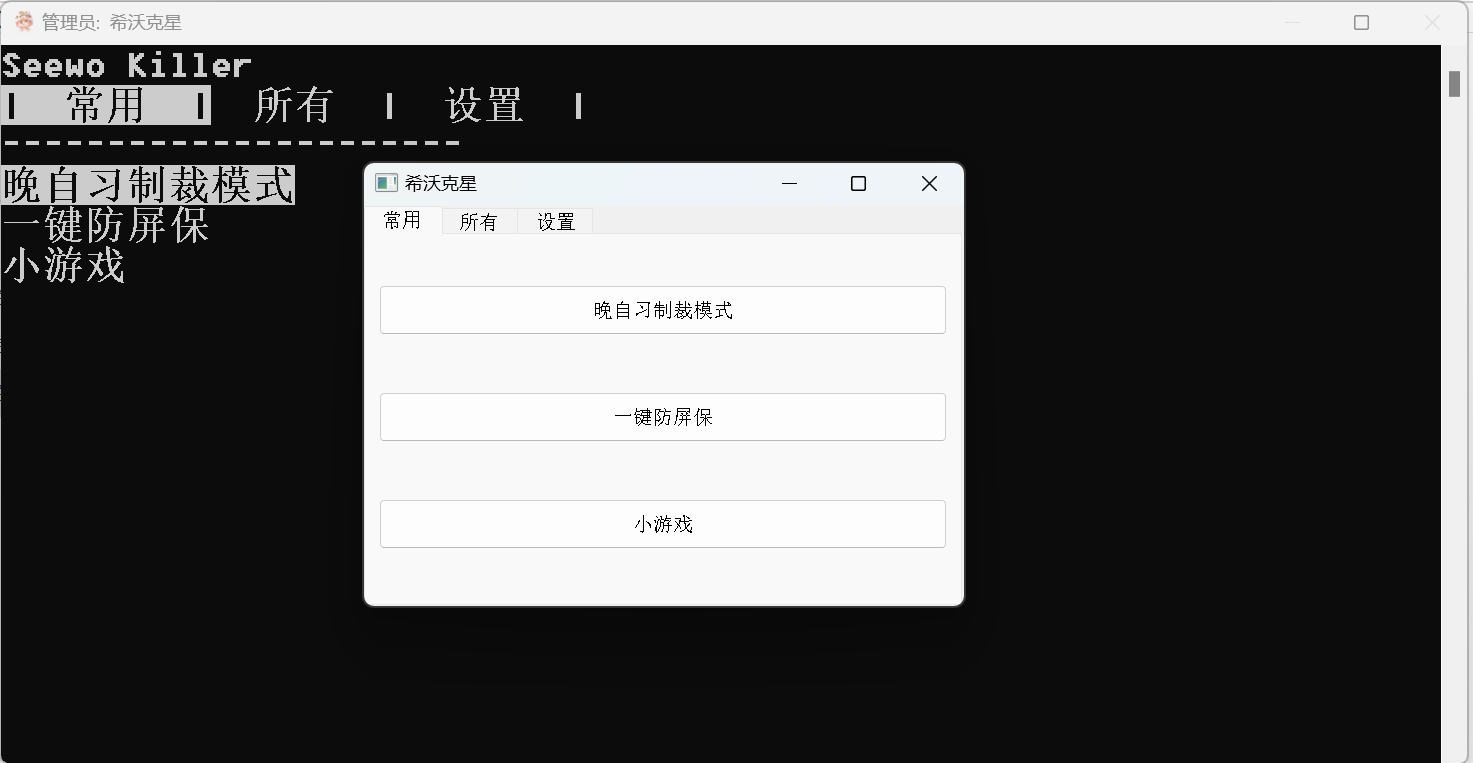 管理员: 希沃克星
Seewo Killer
| 常用 | 所有 | 设置 |
----------------------
晚自习制裁模式
一键防屏保
小游戏
希沃克星
常用 所有 设置
晚自习制裁模式
一键防屏保
小游戏